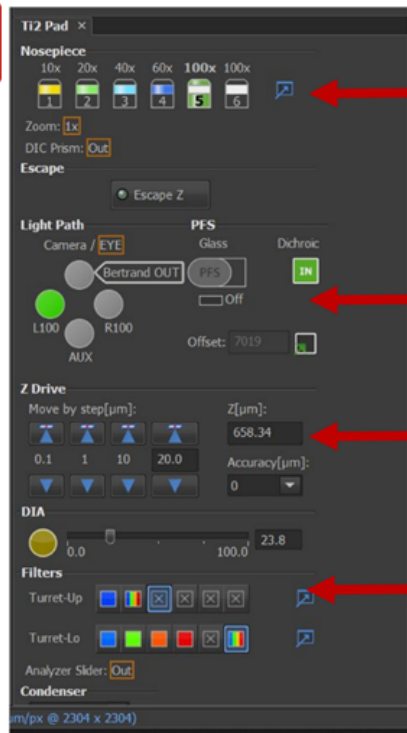 Ti2 Pad ×
Nosepiece
10x 20x 40x 60x 100x 100x
1 2 3 4 5 6
Zoom: 1x
DIC Prism: Out
Escape
Escape Z
Light Path PFS
Camera / EYE Glass Dichroic
Bertrand OUT PFS IN
Off
L100 R100
AUX
Offset: 7019
Z Drive
Move by step[µm]: Z[µm]:
658.34
0.1 1 10 20.0 Accuracy[µm]:
0
DIA
0.0 100.0 23.8
Filters
Turret-Up
Turret-Lo
Analyzer Slider: Out
Condenser
m/px @ 2304 x 2304)